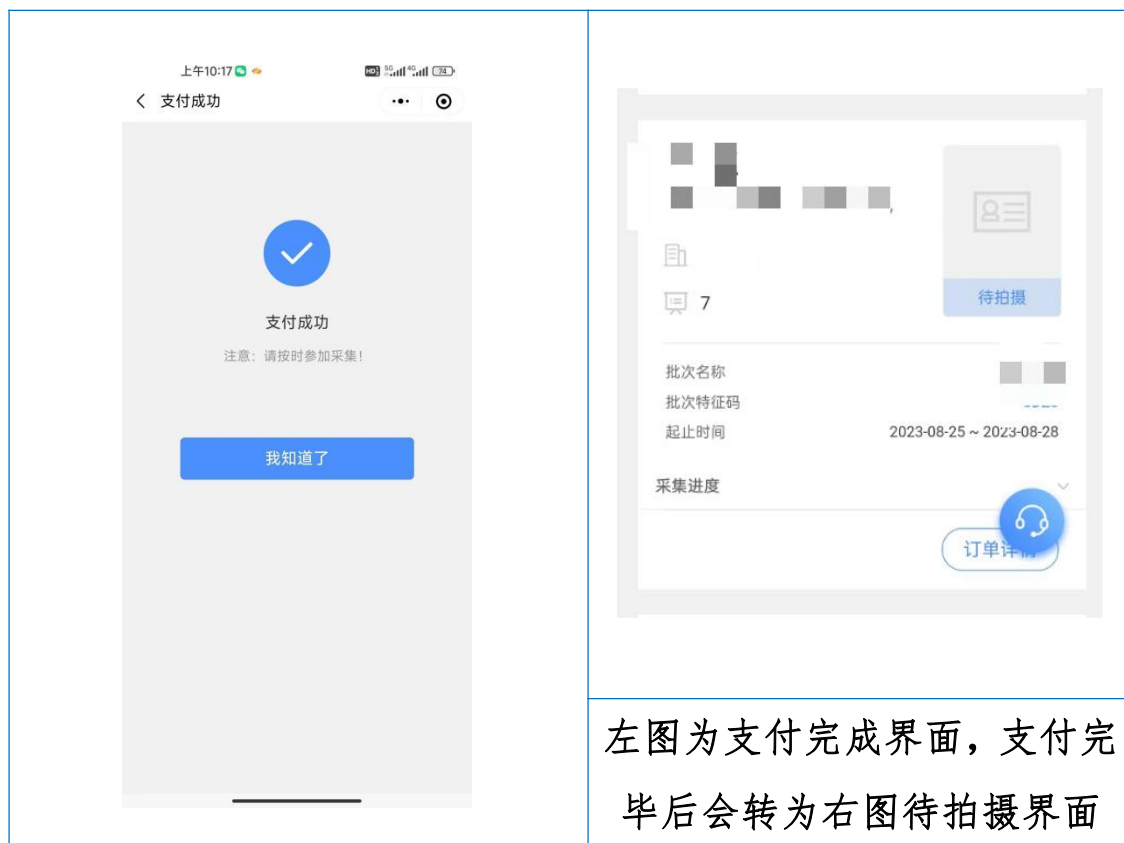 上午10:17
HD 5G 4G 74
支付成功
支付成功
注意：请按时参加采集！
我知道了
7
待拍摄
批次名称
批次特征码
起止时间 2023-08-25 ~ 2023-08-28
采集进度
订单详
左图为支付完成界面，支付完
毕后会转为右图待拍摄界面